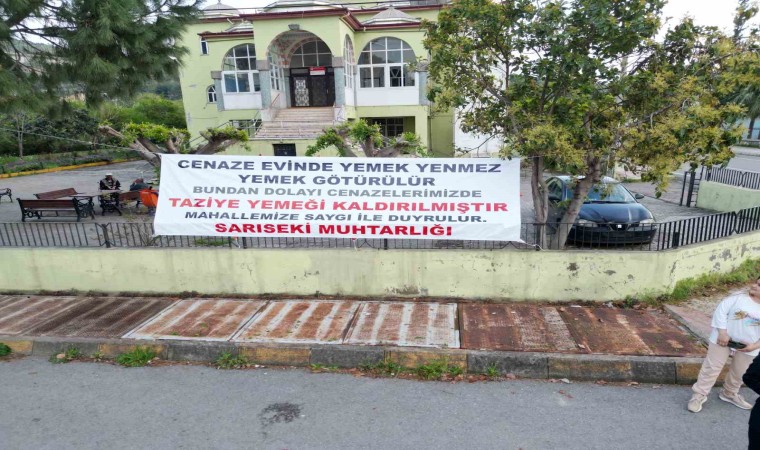 CENAZE EVİNDE YEMEK YENMEZ
YEMEK GÖTÜRÜLÜR
BUNDAN DOLAYI CENAZELERİMİZDE
TAZİYE YEMEĞİ KALDIRILMIŞTIR
MAHALLEMİZE SAYGI İLE DUYRULUR.
SARISEKİ MUHTARLIĞI